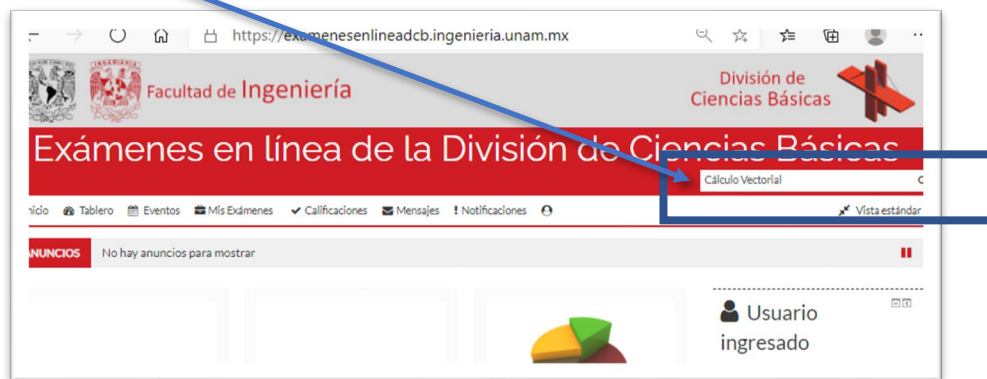 https://examenesenlineadcb.ingenieria.unam.mx
Facultad de Ingeniería
División de
Ciencias Básicas
Exámenes en línea de la División de Ciencias Básicas
Cálculo Vectorial
nicio Tablero Eventos Mis Exámenes Calificaciones Mensajes Notificaciones Vista estándar
ANUNCIOS No hay anuncios para mostrar
Usuario
ingresado